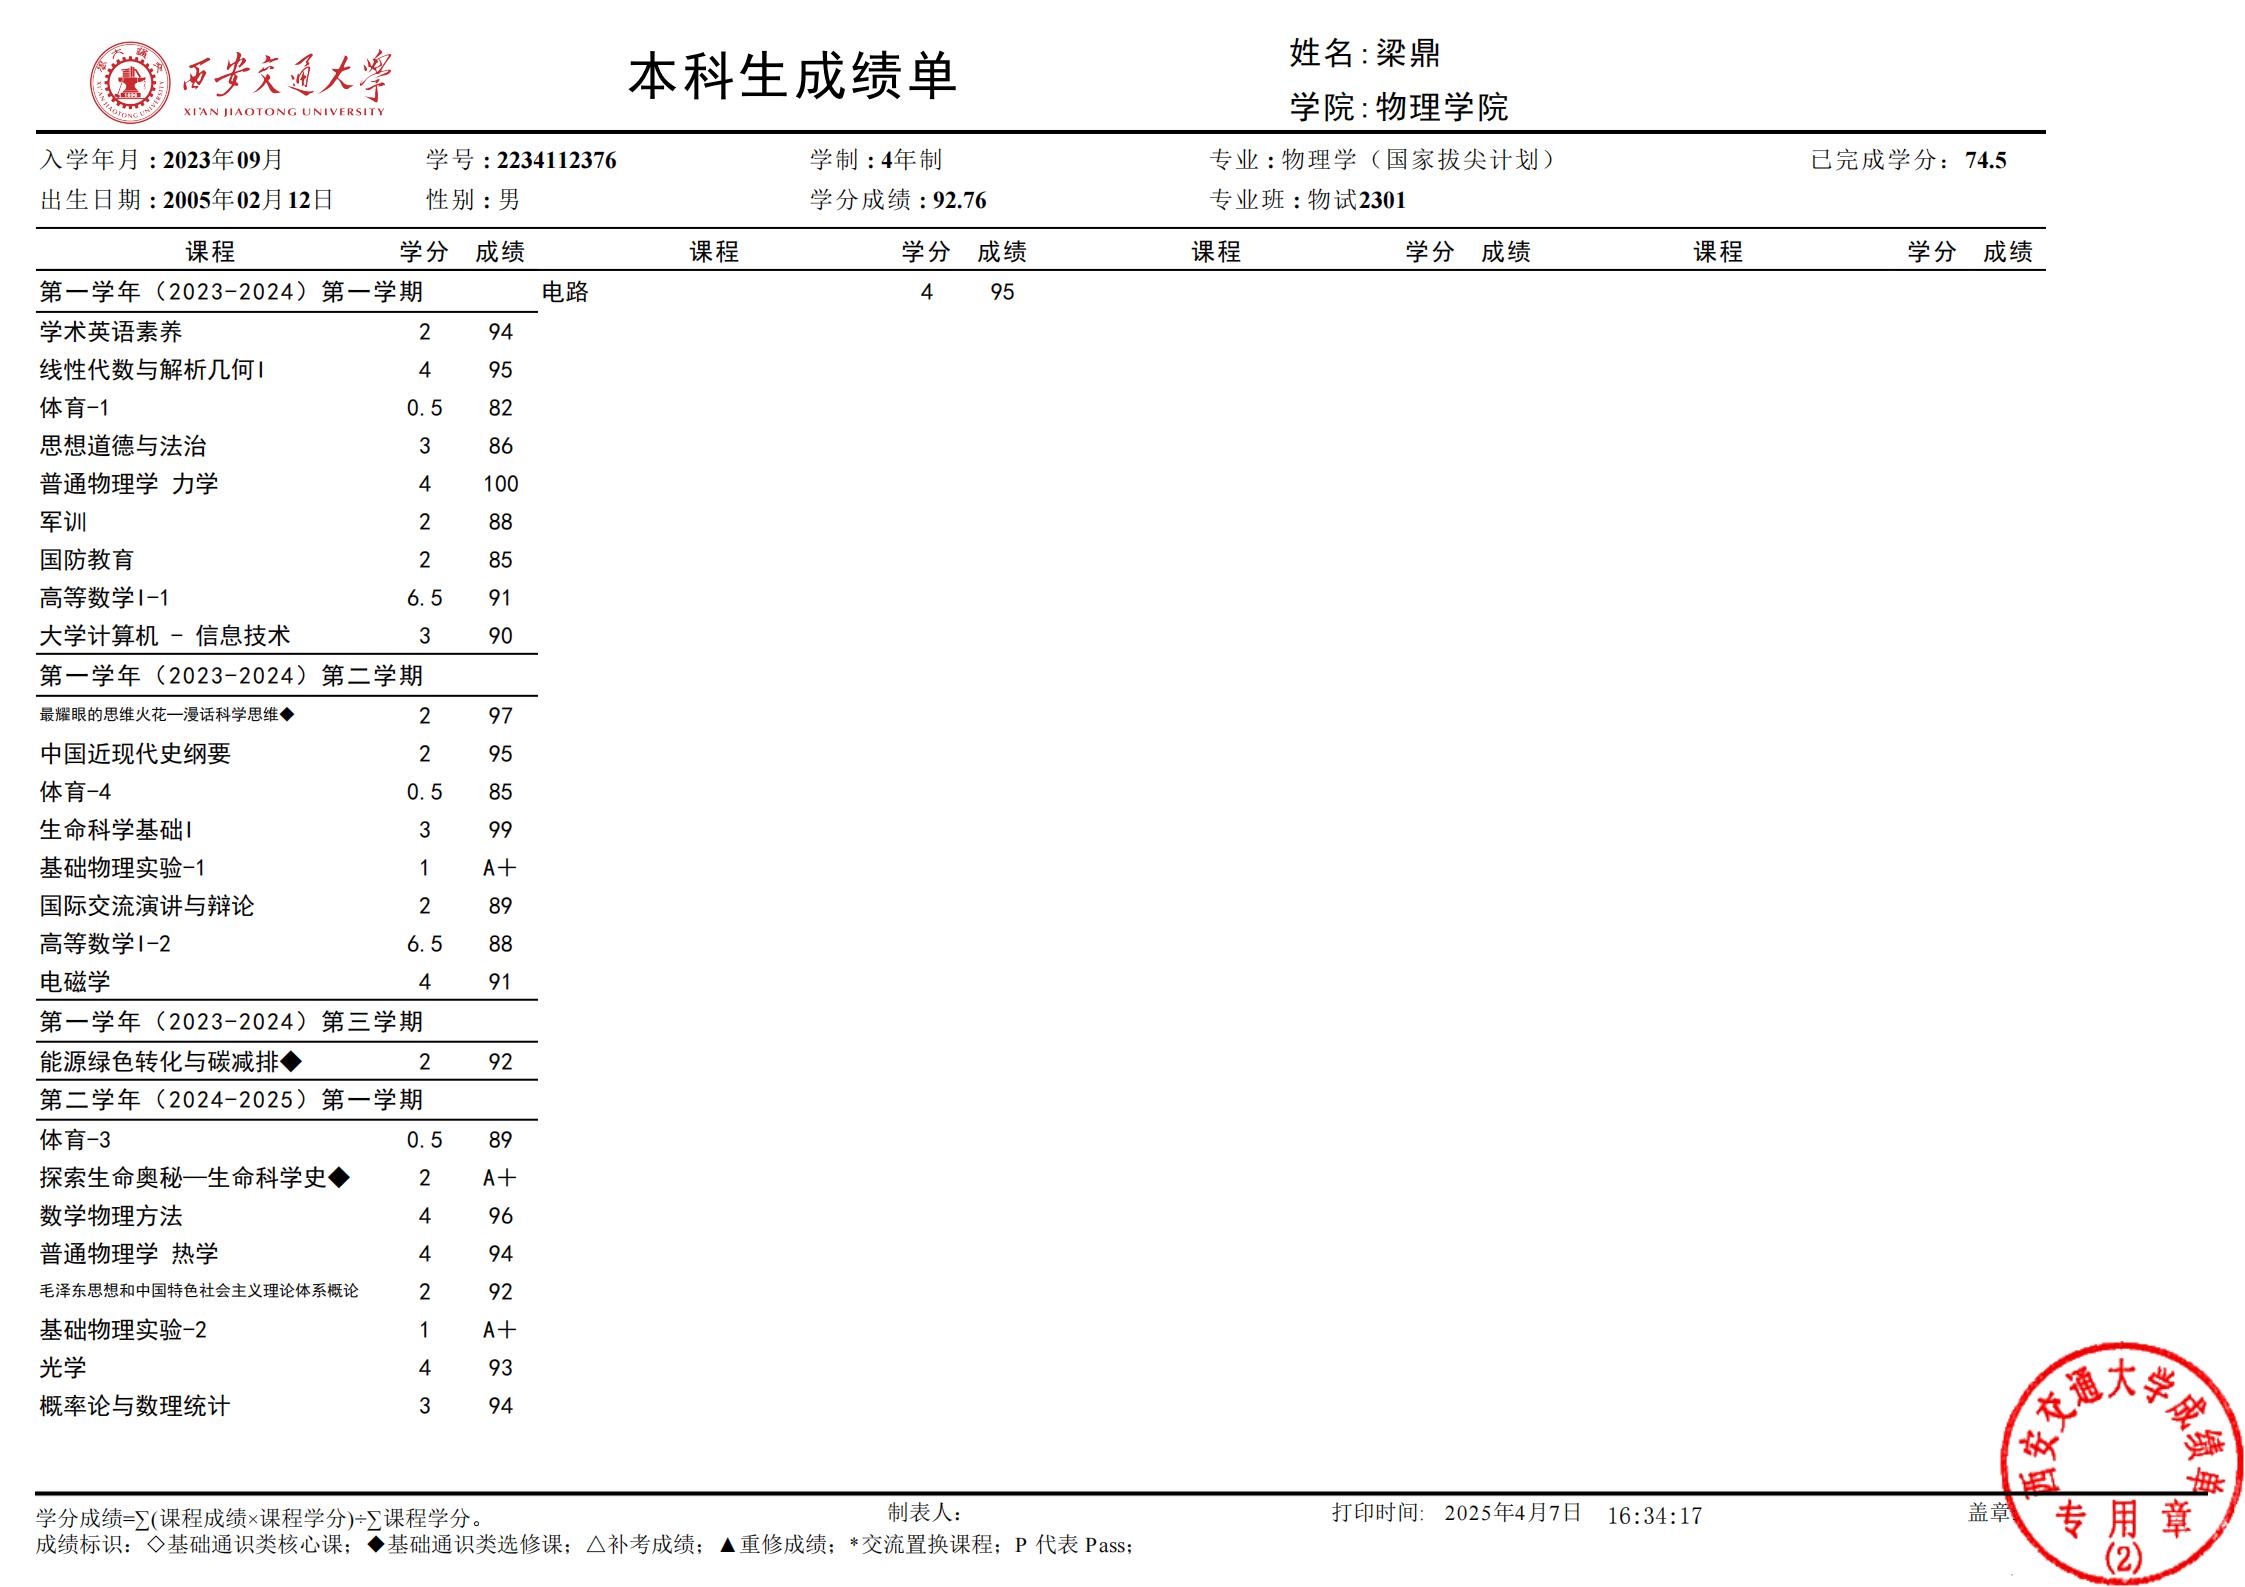 西安交通大学
XI'AN JIAOTONG UNIVERSITY
本科生成绩单
姓名:梁鼎
学院:物理学院
入学年月:2023年09月 学号:2234112376 学制:4年制 专业:物理学（国家拔尖计划） 已完成学分：74.5
出生日期:2005年02月12日 性别:男 学分成绩:92.76 专业班:物试2301
课程 学分 成绩 课程 学分 成绩 课程 学分 成绩 课程 学分 成绩
第一学年（2023-2024）第一学期
学术英语素养 2 94
线性代数与解析几何I 4 95
体育-1 0.5 82
思想道德与法治 3 86
普通物理学 力学 4 100
军训 2 88
国防教育 2 85
高等数学I-1 6.5 91
大学计算机 - 信息技术 3 90
第一学年（2023-2024）第二学期
最耀眼的思维火花—漫话科学思维◆ 2 97
中国近现代史纲要 2 95
体育-4 0.5 85
生命科学基础I 3 99
基础物理实验-1 1 A+
国际交流演讲与辩论 2 89
高等数学I-2 6.5 88
电磁学 4 91
第一学年（2023-2024）第三学期
能源绿色转化与碳减排◆ 2 92
第二学年（2024-2025）第一学期
体育-3 0.5 89
探索生命奥秘—生命科学史◆ 2 A+
数学物理方法 4 96
普通物理学 热学 4 94
毛泽东思想和中国特色社会主义理论体系概论 2 92
基础物理实验-2 1 A+
光学 4 93
概率论与数理统计 3 94
电路 4 95
学分成绩=∑(课程成绩×课程学分)÷∑课程学分。 制表人： 打印时间: 2025年4月7日 16:34:17 盖章:
成绩标识：◇基础通识类核心课；◆基础通识类选修课；△补考成绩；▲重修成绩；*交流置换课程；P 代表 Pass；
西安交通大学成绩单
专用章
(2)